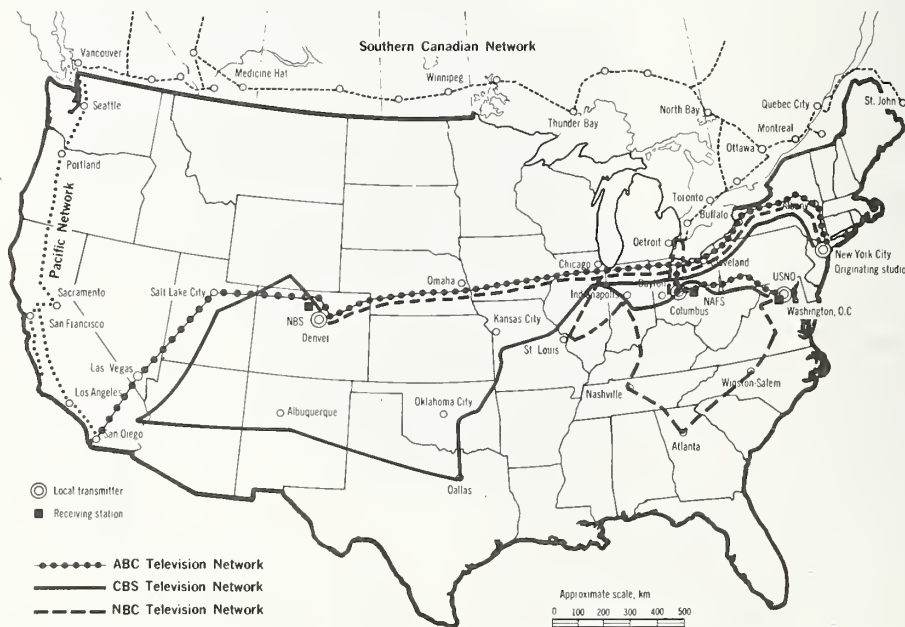 Southern Canadian Network
Vancouver
Medicine Hat
Winnipeg
Thunder Bay
North Bay
Quebec City
St. John
Montreal
Ottawa
Toronto
Buffalo
Detroit
Seattle
Portland
Pacific Network
Sacramento
San Francisco
Salt Lake City
Las Vegas
Los Angeles
San Diego
NBS
Denver
Omaha
Chicago
Cleveland
Albany
New York City
Originating studio
Indianapolis
Dayton
Columbus
NAFS
USNO
Washington, D.C
Kansas City
St Louis
Albuquerque
Oklahoma City
Dallas
Nashville
Winston-Salem
Atlanta
Local transmitter
Receiving station
ABC Television Network
CBS Television Network
NBC Television Network
Approximate scale, km
0 100 200 300 400 500